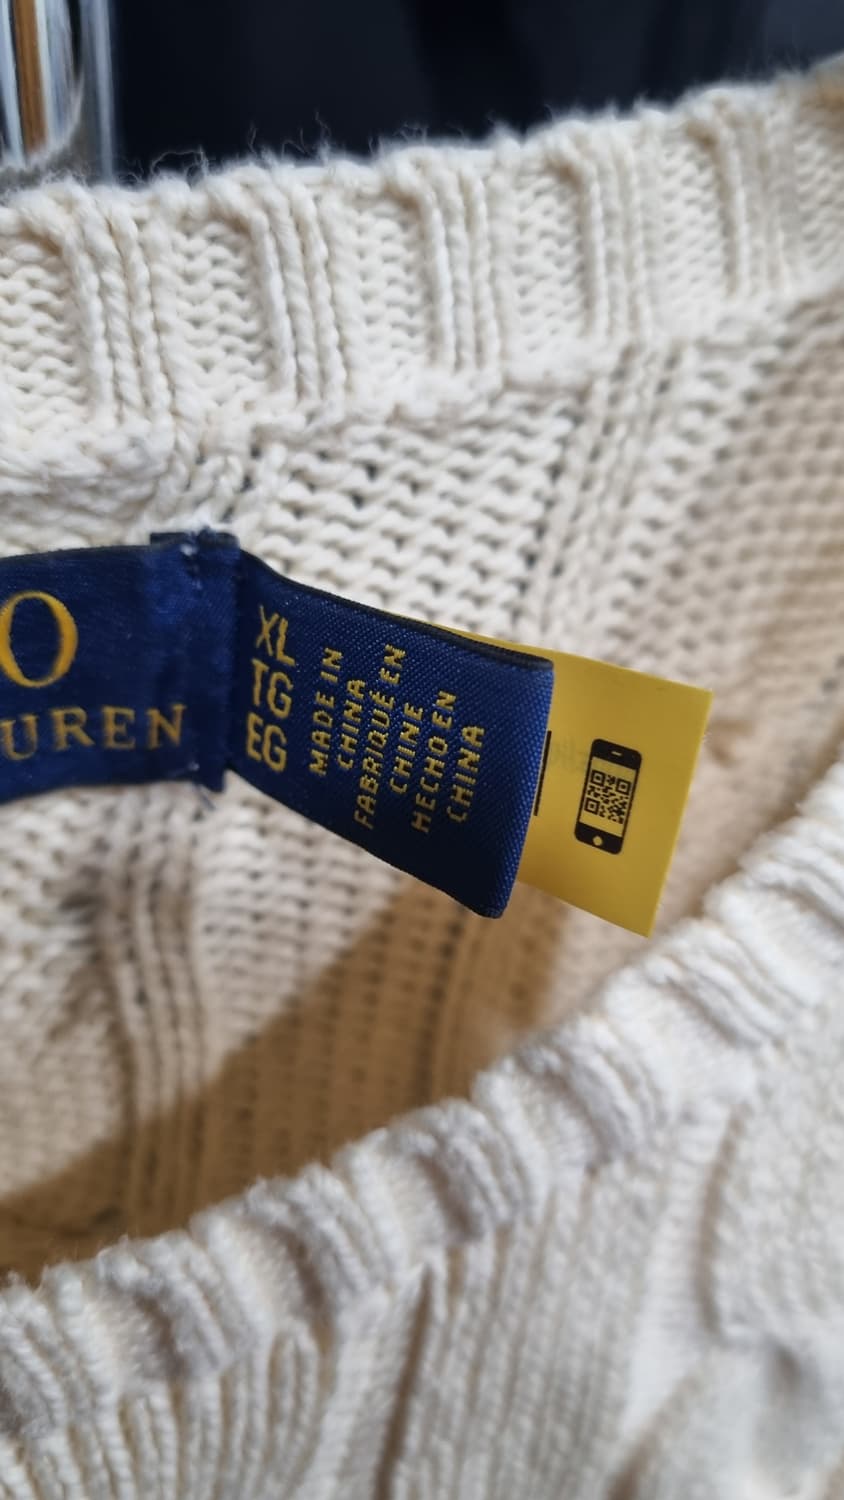 O
UREN
XL
TG
EG
MADE IN
CHINA
FABRIQUÉ EN
CHINE
HECHO EN
CHINA